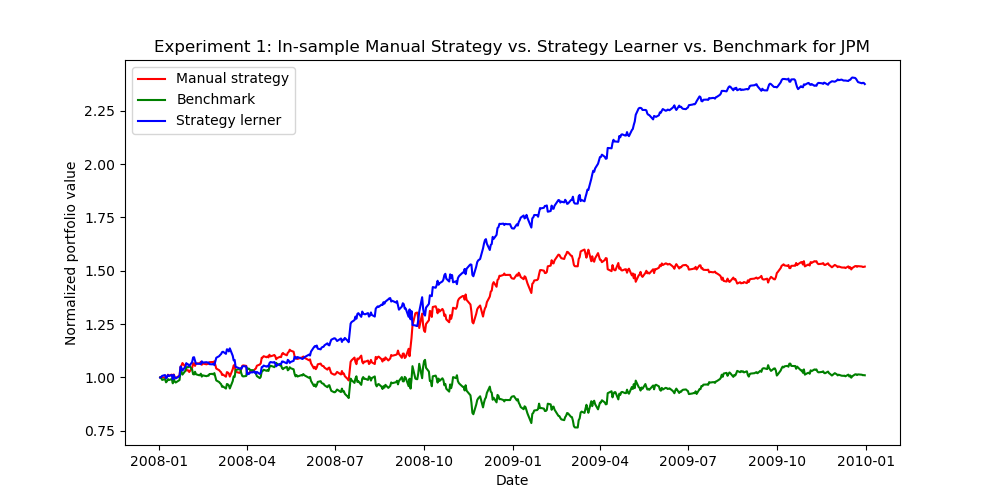 Experiment 1: In-sample Manual Strategy vs. Strategy Learner vs. Benchmark for JPM
Manual strategy
Benchmark
Strategy lerner
Normalized portfolio value
2.25
2.00
1.75
1.50
1.25
1.00
0.75
2008-01 2008-04 2008-07 2008-10 2009-01 2009-04 2009-07 2009-10 2010-01
Date